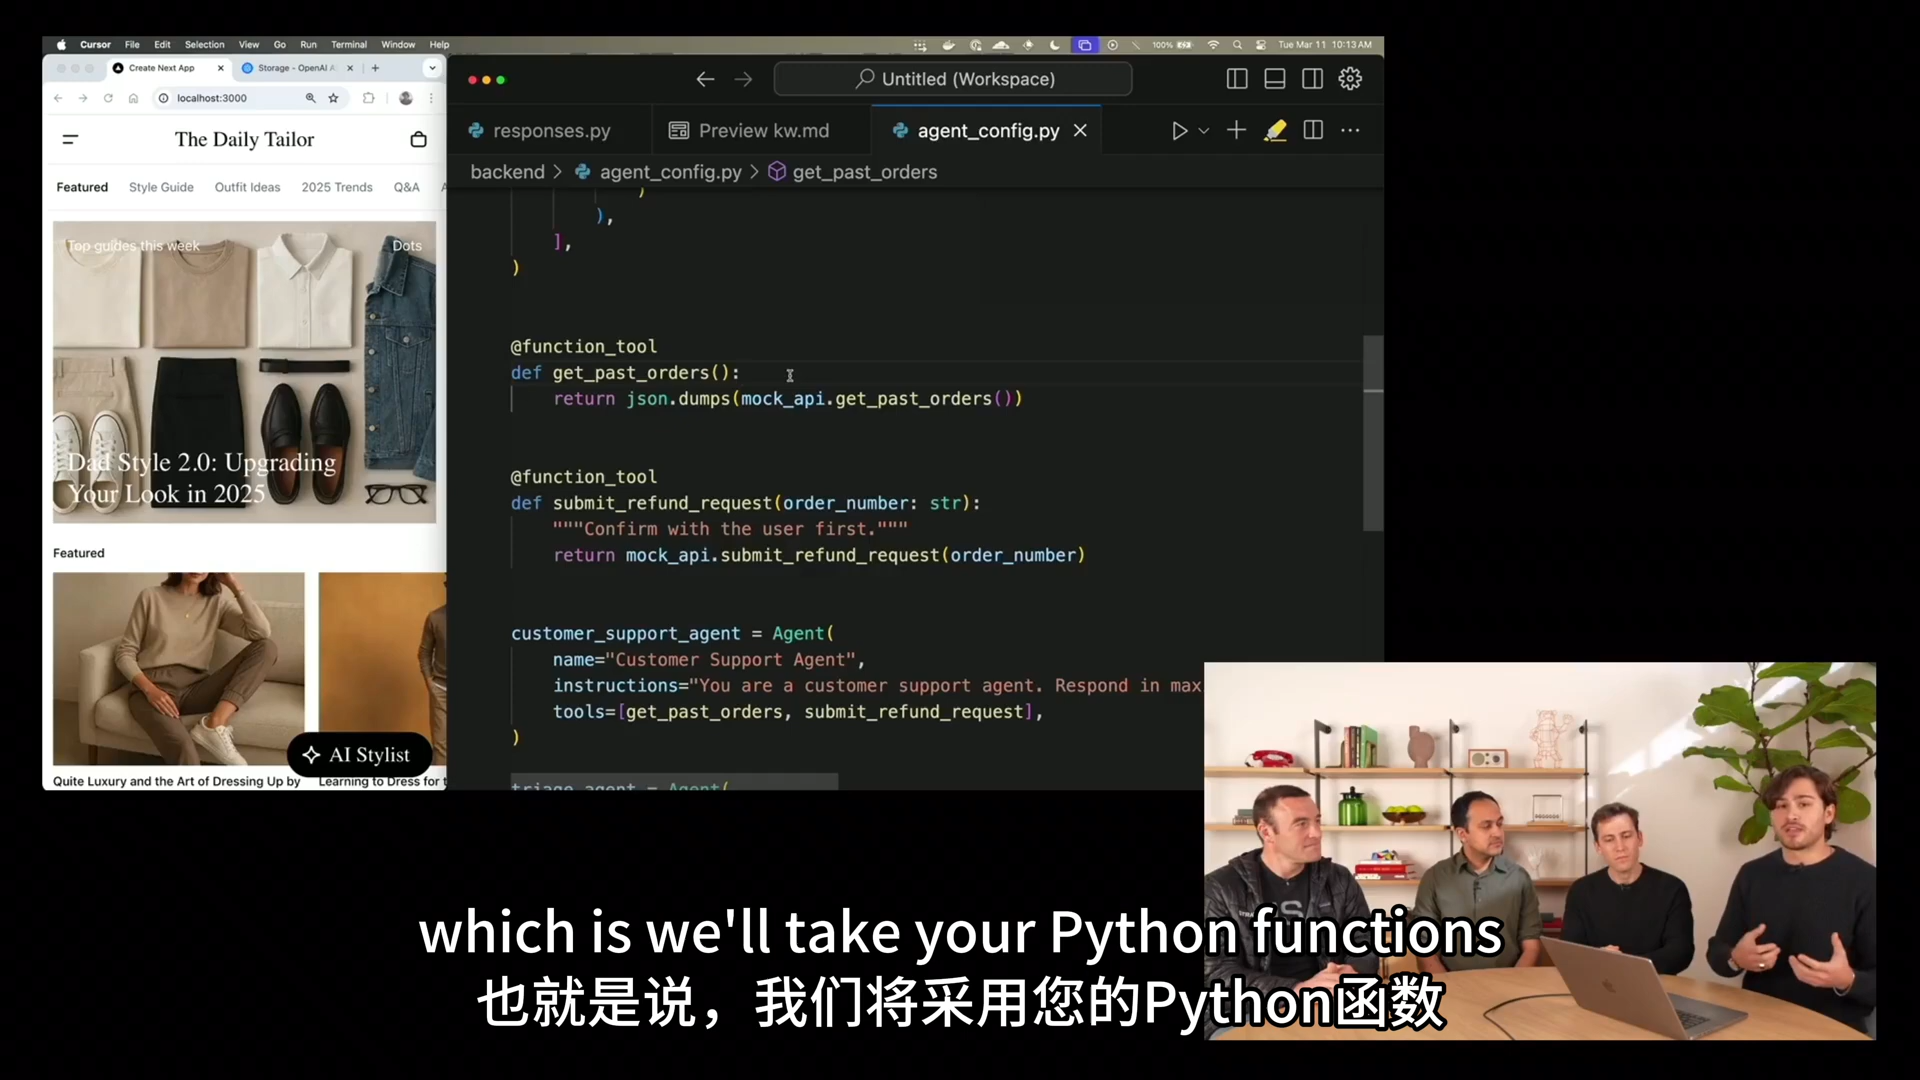 Cursor File Edit Selection View Go Run Terminal Window Help
100% Tue Mar 11 10:13 AM
Create Next App
Storage - OpenAI A
localhost:3000
The Daily Tailor
Featured Style Guide Outfit Ideas 2025 Trends Q&A A
Top guides this week Dots
Dad Style 2.0: Upgrading
Your Look in 2025
Featured
AI Stylist
Quite Luxury and the Art of Dressing Up by
Learning to Dress for t
Untitled (Workspace)
responses.py
Preview kw.md
agent_config.py
backend > agent_config.py > get_past_orders
)
),
],
)
@function_tool
def get_past_orders():
return json.dumps(mock_api.get_past_orders())
@function_tool
def submit_refund_request(order_number: str):
"""Confirm with the user first."""
return mock_api.submit_refund_request(order_number)
customer_support_agent = Agent(
name="Customer Support Agent",
instructions="You are a customer support agent. Respond in max
tools=[get_past_orders, submit_refund_request],
)
triage_agent = Agent(
which is we'll take your Python functions
也就是说，我们将采用您的Python函数